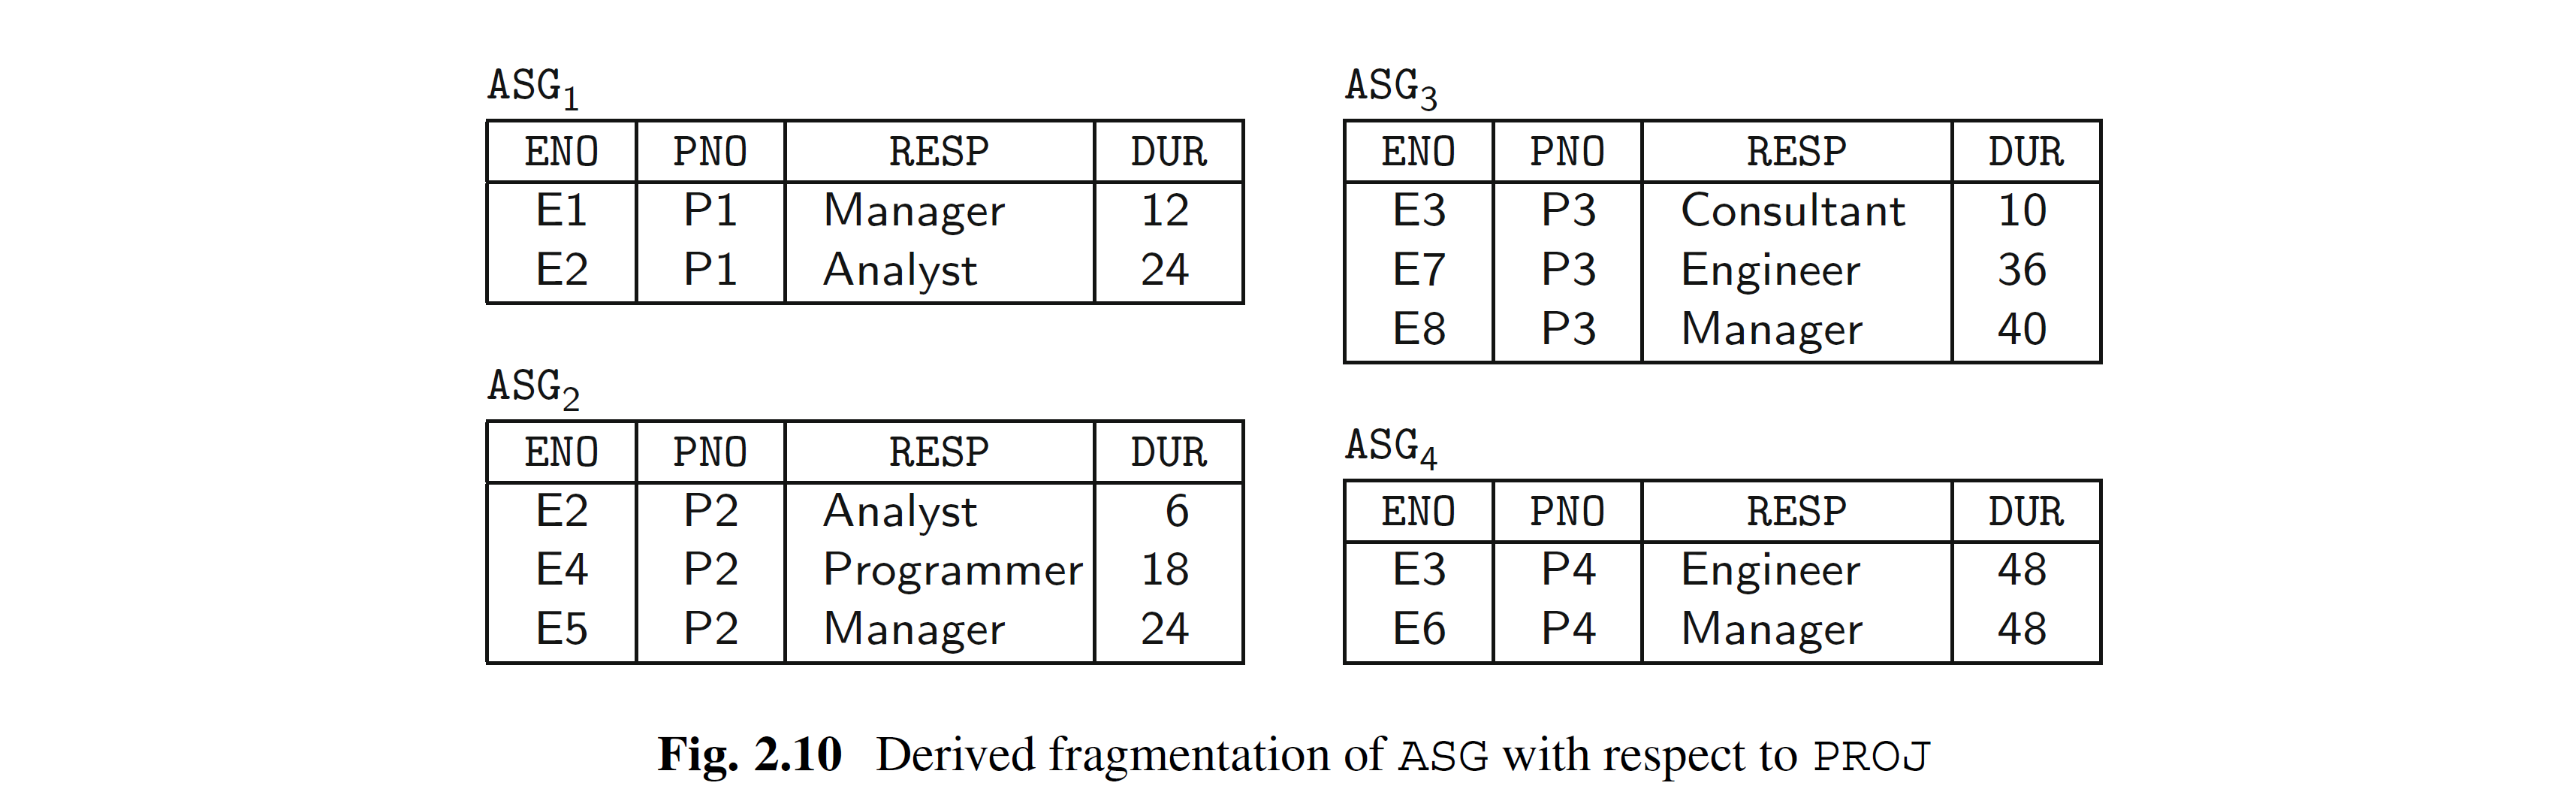 ASG1
ENO PNO RESP DUR
E1 P1 Manager 12
E2 P1 Analyst 24
ASG2
ENO PNO RESP DUR
E2 P2 Analyst 6
E4 P2 Programmer 18
E5 P2 Manager 24
ASG3
ENO PNO RESP DUR
E3 P3 Consultant 10
E7 P3 Engineer 36
E8 P3 Manager 40
ASG4
ENO PNO RESP DUR
E3 P4 Engineer 48
E6 P4 Manager 48
Fig. 2.10 Derived fragmentation of ASG with respect to PROJ